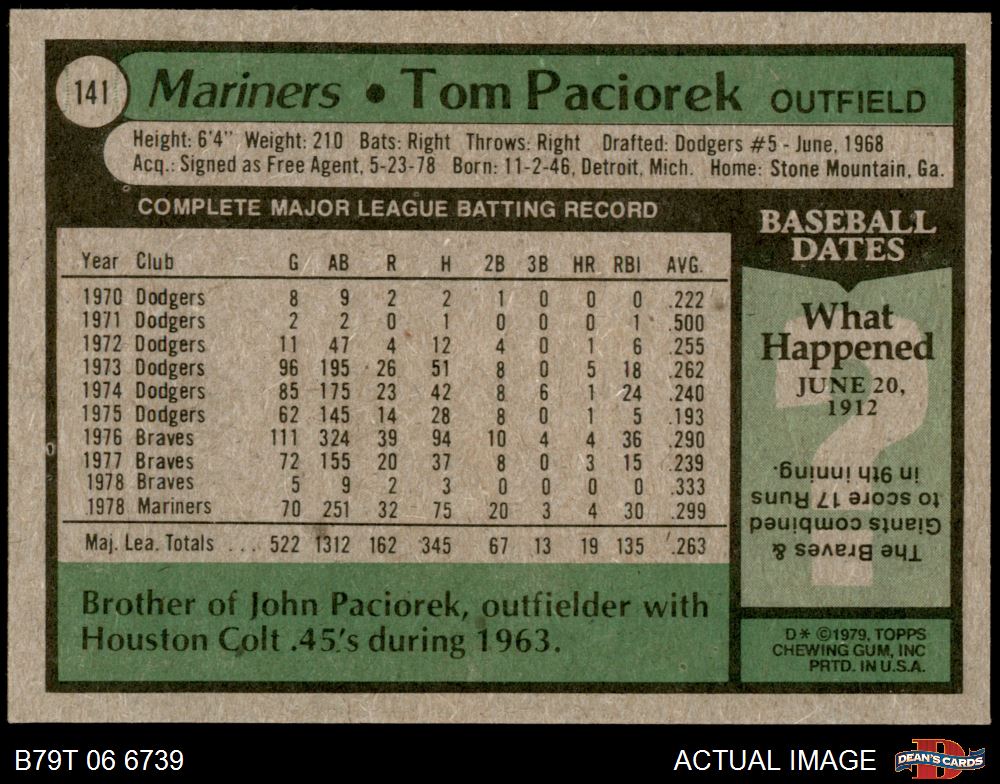 141 Mariners • Tom Paciorek OUTFIELD
Height: 6'4" Weight: 210 Bats: Right Throws: Right Drafted: Dodgers #5 - June, 1968
Acq.: Signed as Free Agent, 5-23-78 Born: 11-2-46, Detroit, Mich. Home: Stone Mountain, Ga.
COMPLETE MAJOR LEAGUE BATTING RECORD
Year Club G AB R H 2B 3B HR RBI AVG.
1970 Dodgers 8 9 2 2 1 0 0 0 .222
1971 Dodgers 2 2 0 1 0 0 0 1 .500
1972 Dodgers 11 47 4 12 4 0 1 6 .255
1973 Dodgers 96 195 26 51 8 0 5 18 .262
1974 Dodgers 85 175 23 42 8 6 1 24 .240
1975 Dodgers 62 145 14 28 8 0 1 5 .193
1976 Braves 111 324 39 94 10 4 4 36 .290
1977 Braves 72 155 20 37 8 0 3 15 .239
1978 Braves 5 9 2 3 0 0 0 0 .333
1978 Mariners 70 251 32 75 20 3 4 30 .299
Maj. Lea. Totals ... 522 1312 162 345 67 13 19 135 .263
Brother of John Paciorek, outfielder with
Houston Colt .45's during 1963.
BASEBALL
DATES
What
Happened
JUNE 20,
1912
?
The Braves &
Giants combined
to score 17 Runs
in 9th inning.
D* ©1979, TOPPS
CHEWING GUM, INC
PRTD. IN U.S.A.
B79T 06 6739
ACTUAL IMAGE
D
DEAN'S CARDS